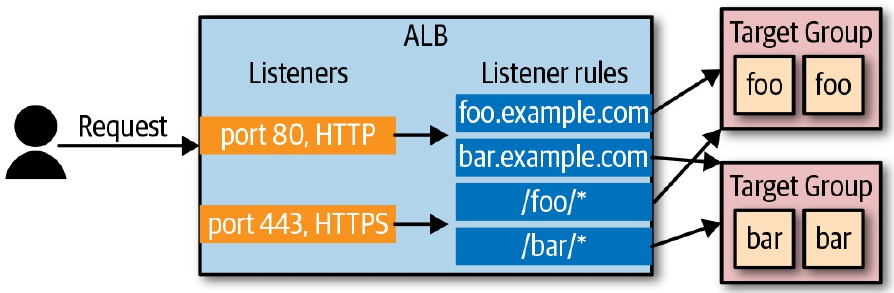 ALB
Listeners
Listener rules
Request
port 80, HTTP
port 443, HTTPS
foo.example.com
bar.example.com
/foo/*
/bar/*
Target Group
foo foo
Target Group
bar bar